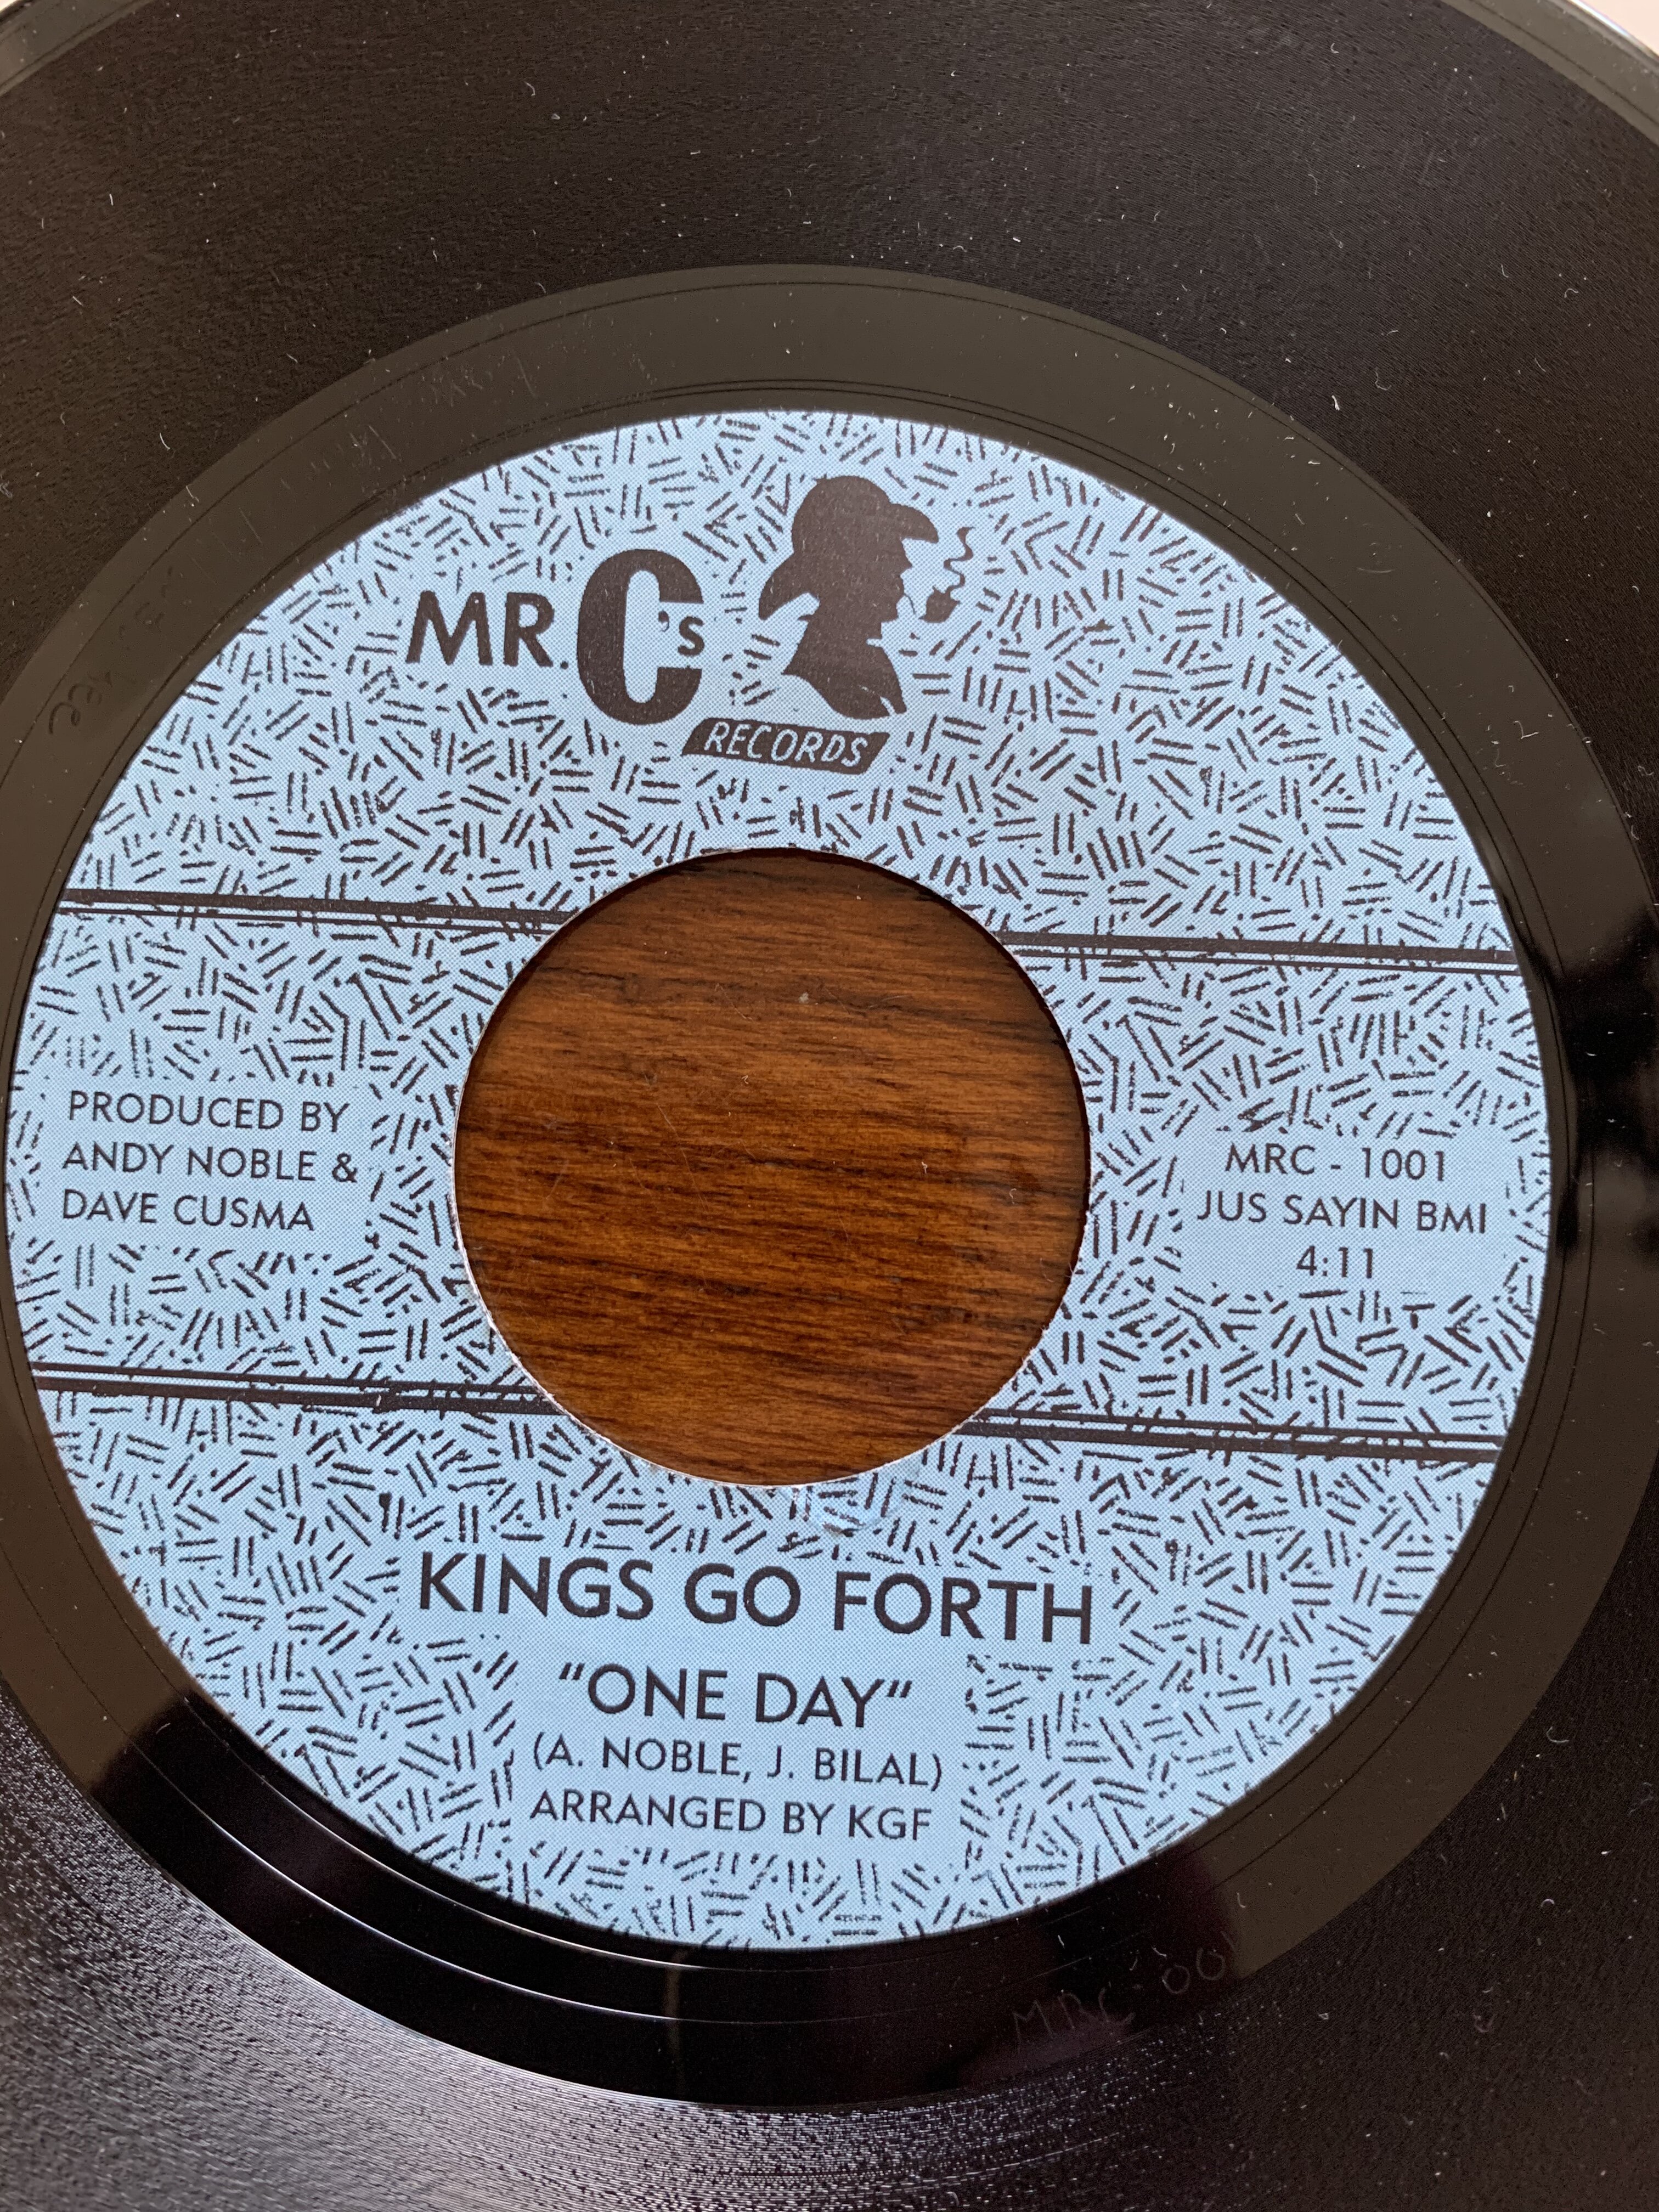 MR. C's
RECORDS
PRODUCED BY
ANDY NOBLE &
DAVE CUSMA
MRC - 1001
JUS SAYIN BMI
4:11
KINGS GO FORTH
"ONE DAY"
(A. NOBLE, J. BILAL)
ARRANGED BY KGF